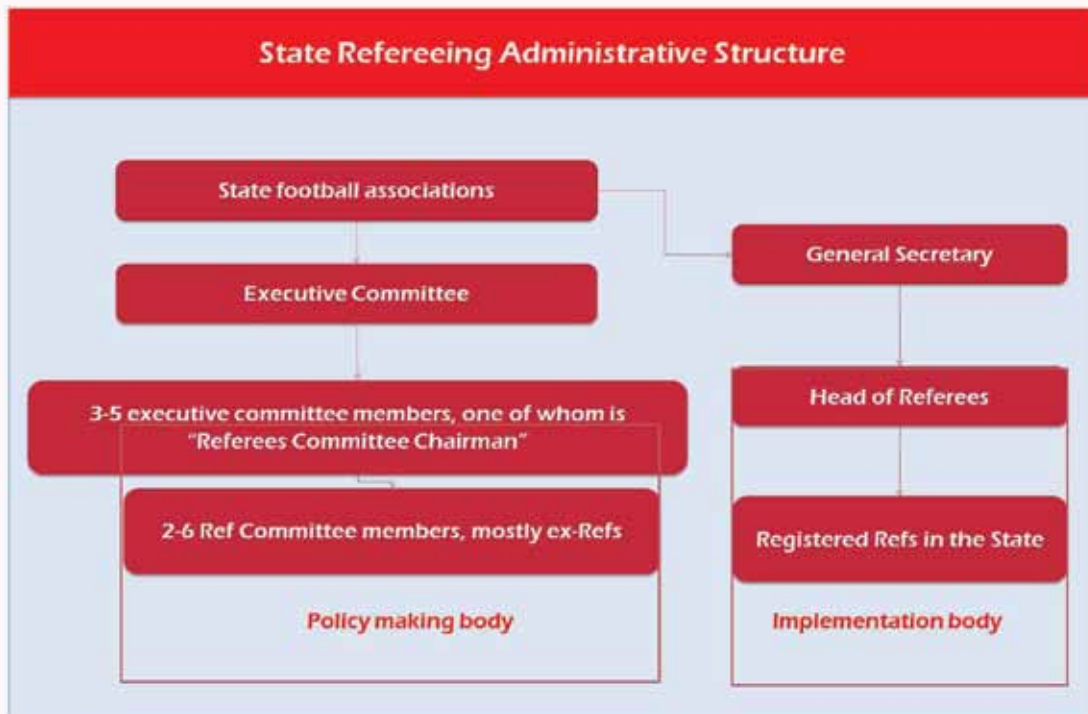 State Refereeing Administrative Structure
State football associations
General Secretary
Executive Committee
3-5 executive committee members, one of whom is
“Referees Committee Chairman”
Head of Referees
2-6 Ref Committee members, mostly ex-Refs
Registered Refs in the State
Policy making body
Implementation body